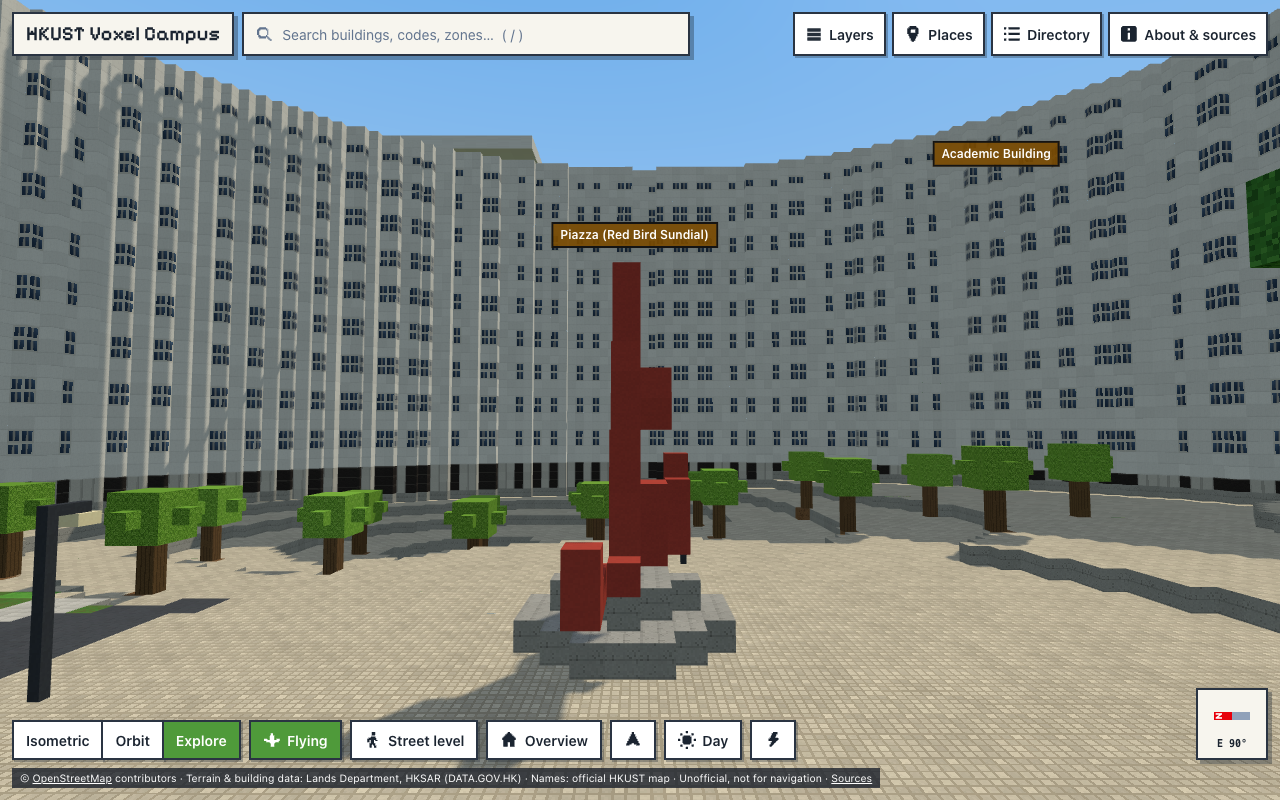 HKUST Voxel Campus
Search buildings, codes, zones... ( / )
Layers
Places
Directory
About & sources
Academic Building
Piazza (Red Bird Sundial)
Isometric
Orbit
Explore
Flying
Street level
Overview
Day
N
E 90°
© OpenStreetMap contributors · Terrain & building data: Lands Department, HKSAR (DATA.GOV.HK) · Names: official HKUST map · Unofficial, not for navigation · Sources